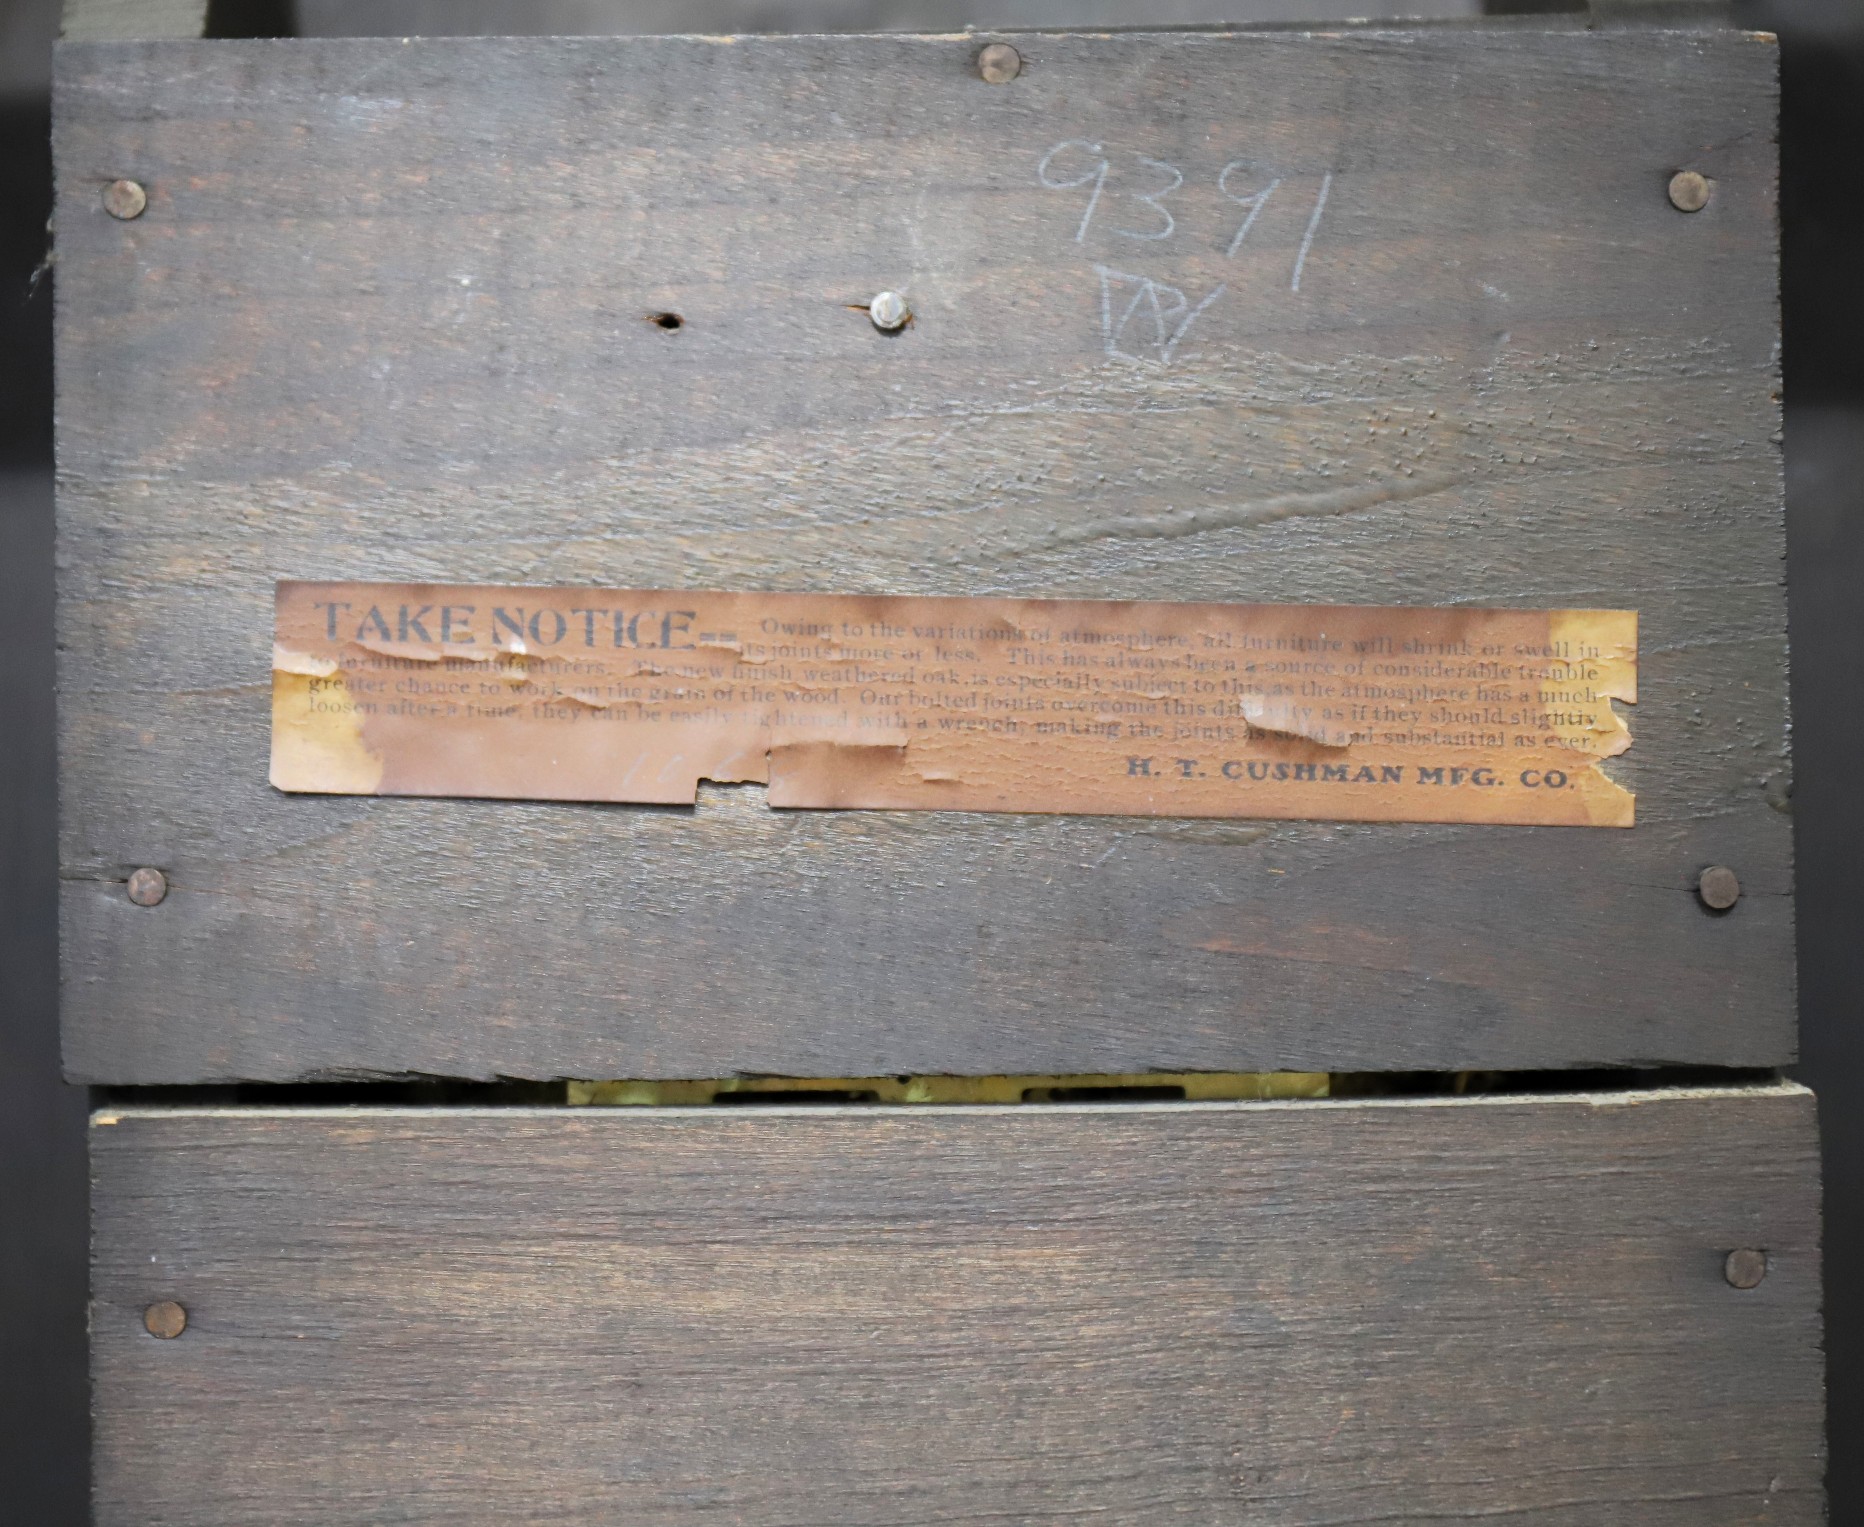 9391
TAKE NOTICE-- Owing to the variations of atmosphere, all furniture will shrink or swell in
its joints more or less. This has always been a source of considerable trouble
to furniture manufacturers. The new finish weathered oak, is especially subject to this, as the atmosphere has a much
greater chance to work on the grain of the wood. Our bolted joints overcome this difficulty as if they should slightly
loosen after a time, they can be easily tightened with a wrench, making the joints as solid and substantial as ever.
H. T. CUSHMAN MFG. CO.